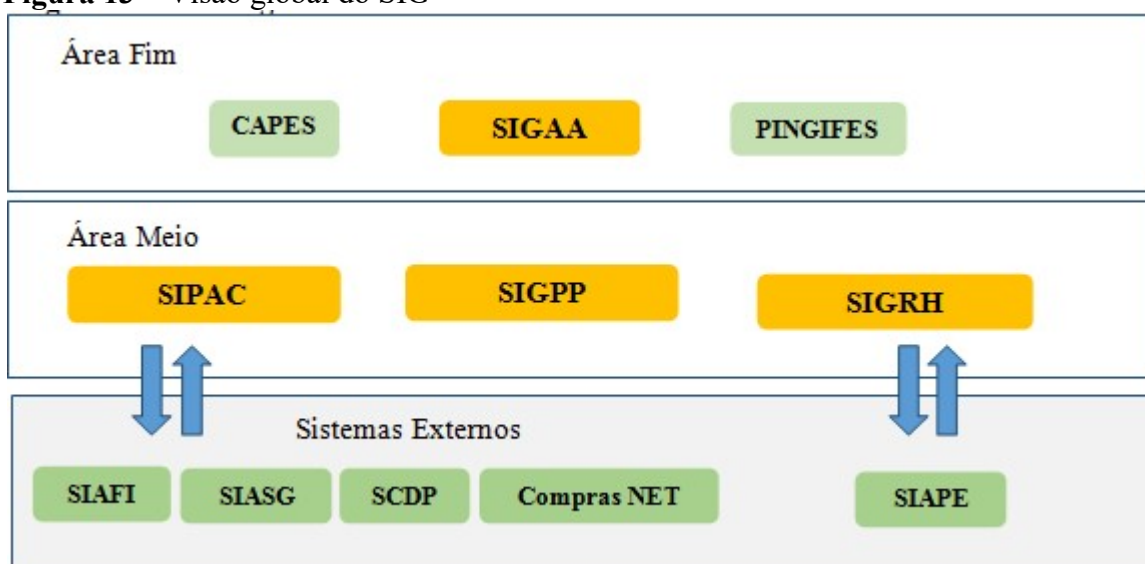 Figura 13 – Visão global do SIG
Área Fim
CAPES
SIGAA
PINGIFES
Área Meio
SIPAC
SIGPP
SIGRH
Sistemas Externos
SIAFI
SIASG
SCDP
Compras NET
SIAPE